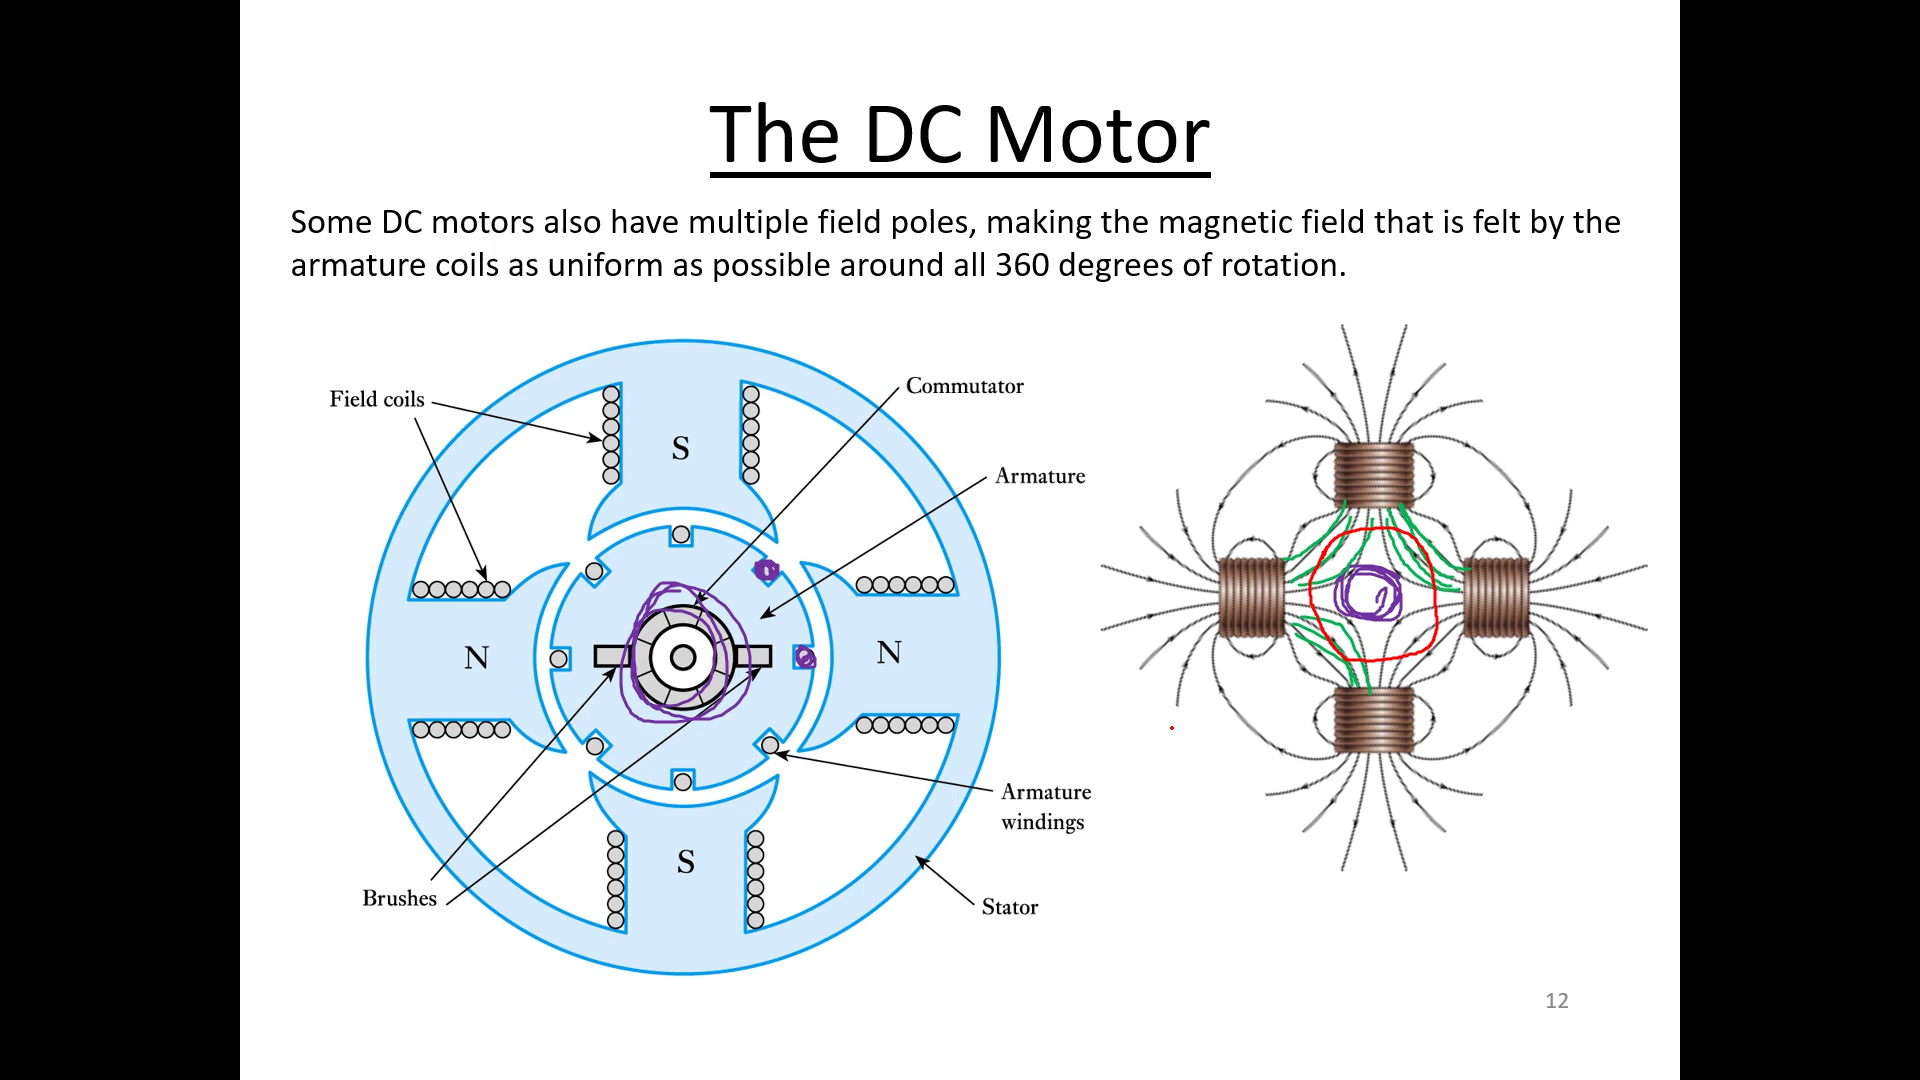 The DC Motor
Some DC motors also have multiple field poles, making the magnetic field that is felt by the
armature coils as uniform as possible around all 360 degrees of rotation.
Field coils
Commutator
S
Armature
N
N
Armature
windings
S
Brushes
Stator
12